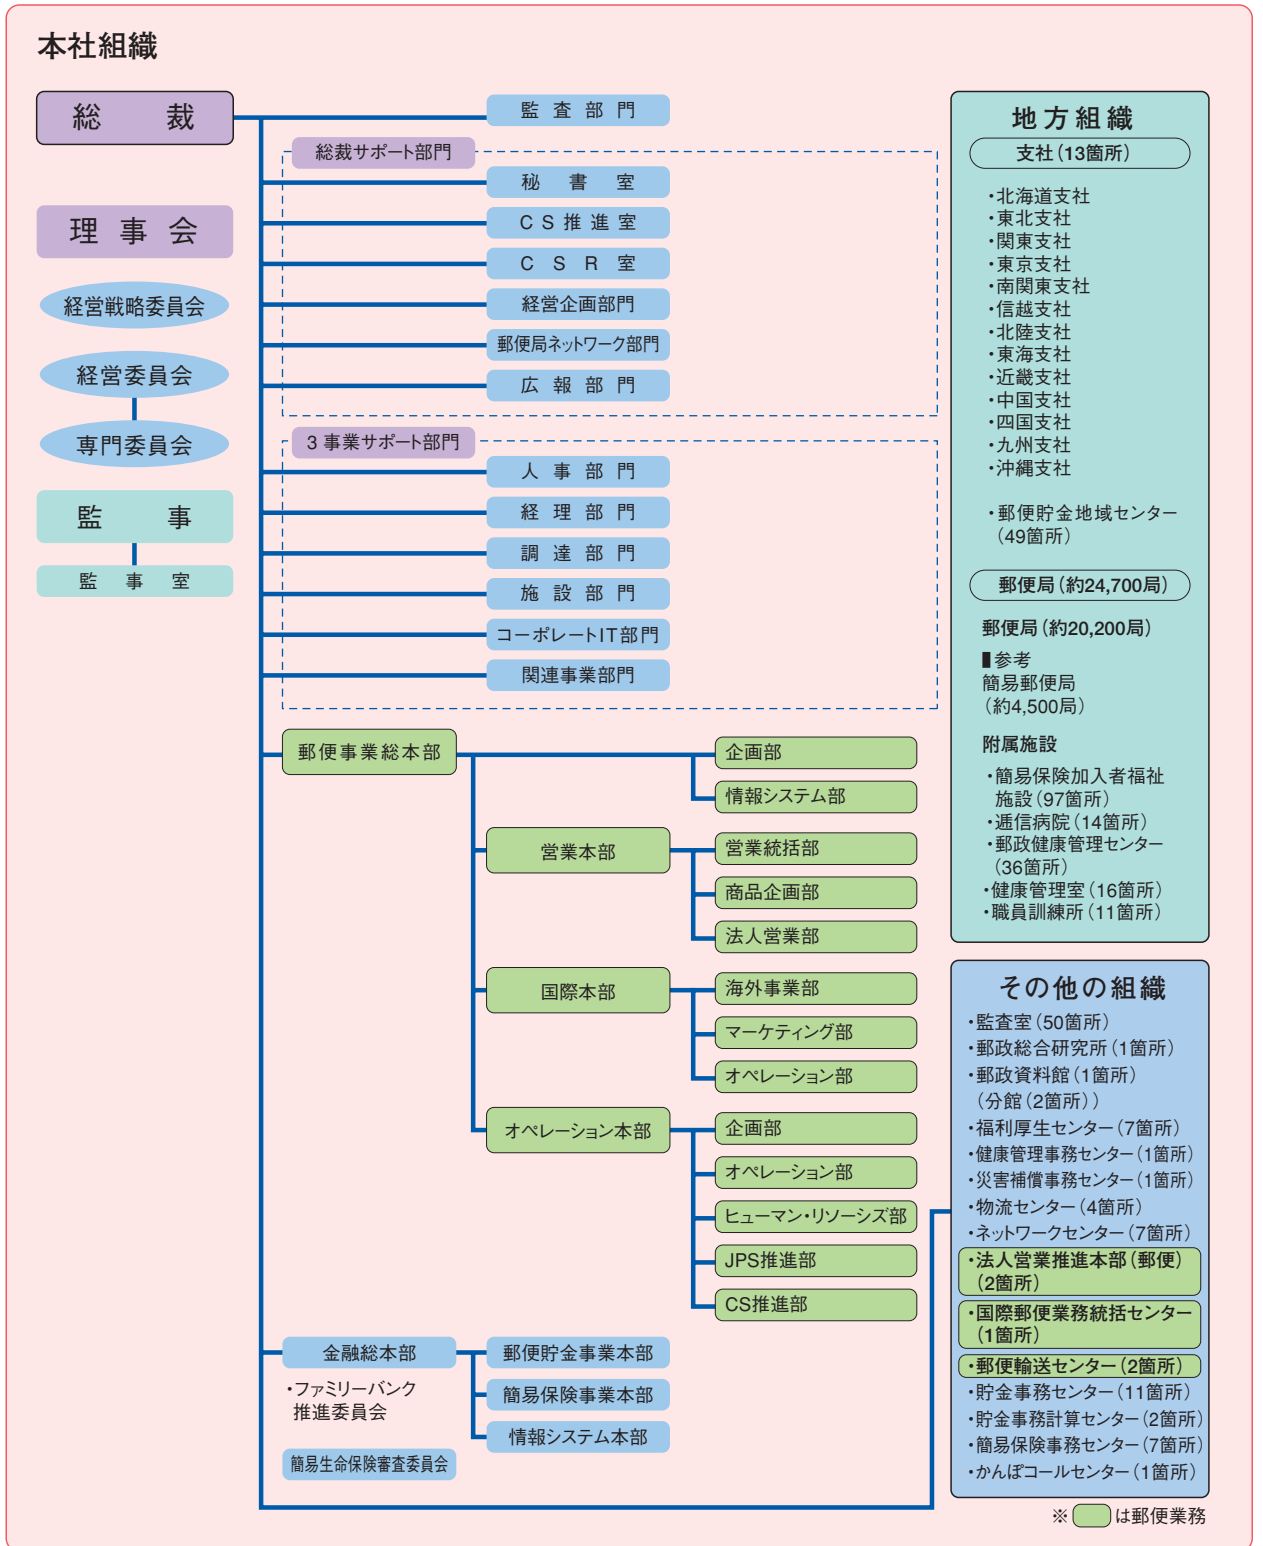 本社組織
総裁
理事会
経営戦略委員会
経営委員会
専門委員会
監事
監事室
監査部門
総裁サポート部門
秘書室
CS推進室
CSR室
経営企画部門
郵便局ネットワーク部門
広報部門
3事業サポート部門
人事部門
経理部門
調達部門
施設部門
コーポレートIT部門
関連事業部門
郵便事業総本部
企画部
情報システム部
営業本部
営業統括部
商品企画部
法人営業部
国際本部
海外事業部
マーケティング部
オペレーション部
オペレーション本部
企画部
オペレーション部
ヒューマン・リソーシズ部
JPS推進部
CS推進部
金融総本部
・ファミリーバンク
推進委員会
簡易生命保険審査委員会
郵便貯金事業本部
簡易保険事業本部
情報システム本部
地方組織
支社(13箇所)
・北海道支社
・東北支社
・関東支社
・東京支社
・南関東支社
・信越支社
・北陸支社
・東海支社
・近畿支社
・中国支社
・四国支社
・九州支社
・沖縄支社
・郵便貯金地域センター
(49箇所)
郵便局(約24,700局)
郵便局(約20,200局)
■参考
簡易郵便局
(約4,500局)
附属施設
・簡易保険加入者福祉
施設(97箇所)
・逓信病院(14箇所)
・郵政健康管理センター
(36箇所)
・健康管理室(16箇所)
・職員訓練所(11箇所)
その他の組織
・監査室(50箇所)
・郵政総合研究所(1箇所)
・郵政資料館(1箇所)
(分館(2箇所))
・福利厚生センター(7箇所)
・健康管理事務センター(1箇所)
・災害補償事務センター(1箇所)
・物流センター(4箇所)
・ネットワークセンター(7箇所)
・法人営業推進本部(郵便)
(2箇所)
・国際郵便業務統括センター
(1箇所)
・郵便輸送センター(2箇所)
・貯金事務センター(11箇所)
・貯金事務計算センター(2箇所)
・簡易保険事務センター(7箇所)
・かんぽコールセンター(1箇所)
※ は郵便業務